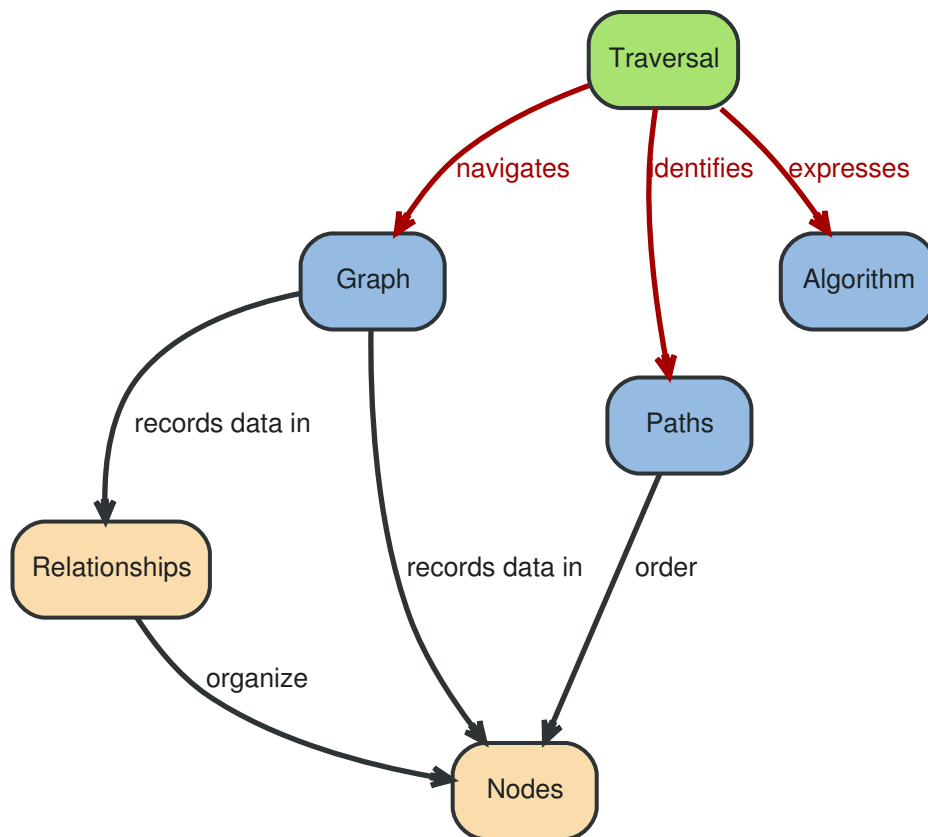 Traversal
navigates
identifies
expresses
Graph
Algorithm
records data in
Paths
Relationships
records data in
order
organize
Nodes